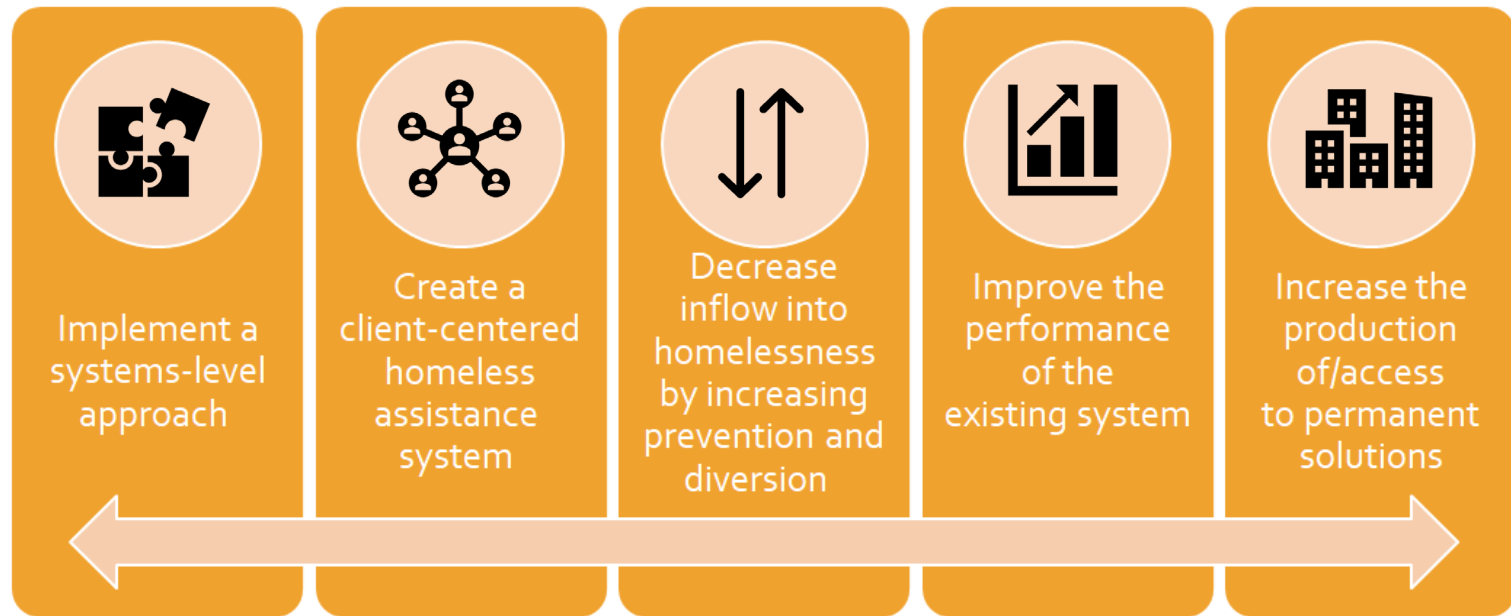 Implement a
systems-level
approach
Create a
client-centered
homeless
assistance
system
Decrease
inflow into
homelessness
by increasing
prevention and
diversion
Improve the
performance
of the
existing system
Increase the
production
of/access
to permanent
solutions